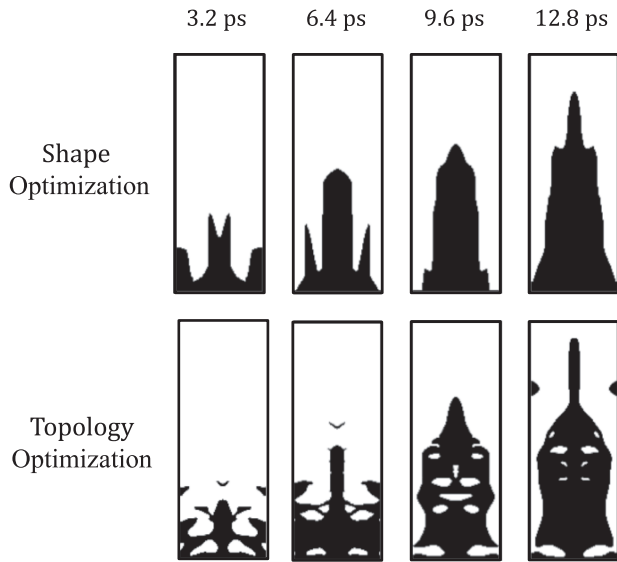 3.2 ps 6.4 ps 9.6 ps 12.8 ps
Shape
Optimization
Topology
Optimization